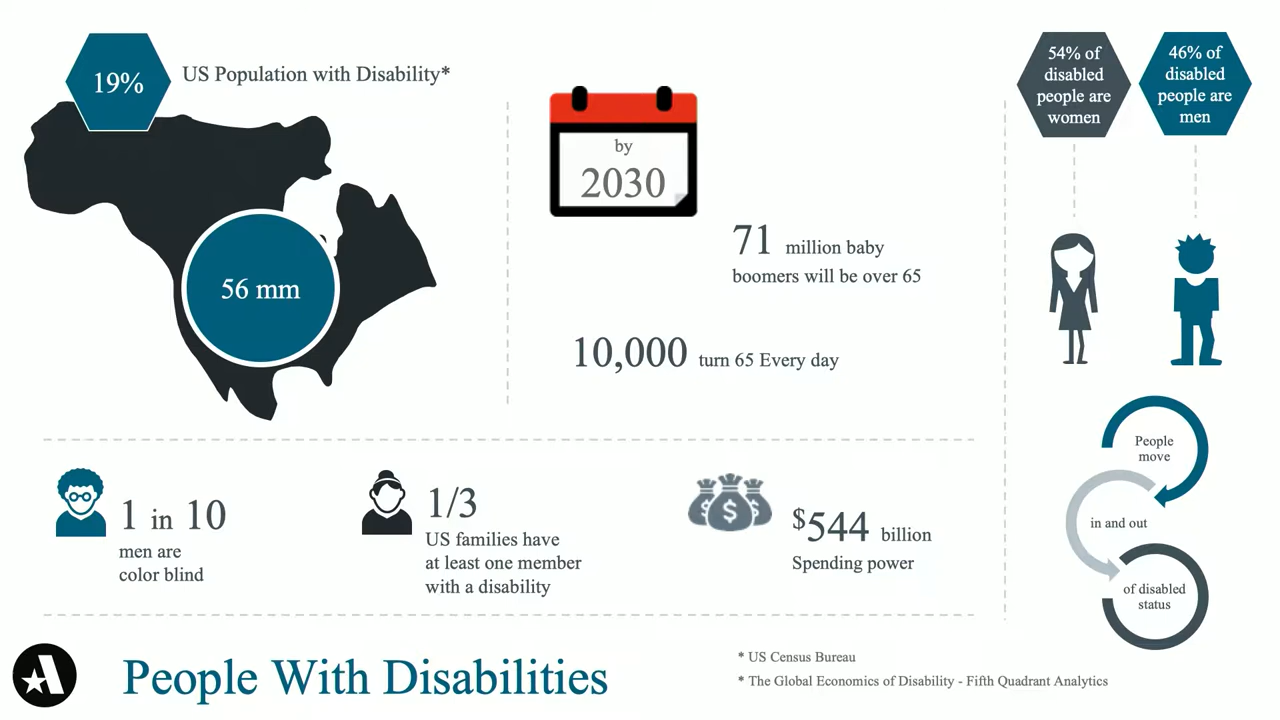 19%
US Population with Disability*
56 mm
by
2030
71 million baby
boomers will be over 65
10,000 turn 65 Every day
54% of
disabled
people are
women
46% of
disabled
people are
men
1 in 10
men are
color blind
1/3
US families have
at least one member
with a disability
$544 billion
Spending power
People
move
in and out
of disabled
status
People With Disabilities
* US Census Bureau
* The Global Economics of Disability - Fifth Quadrant Analytics